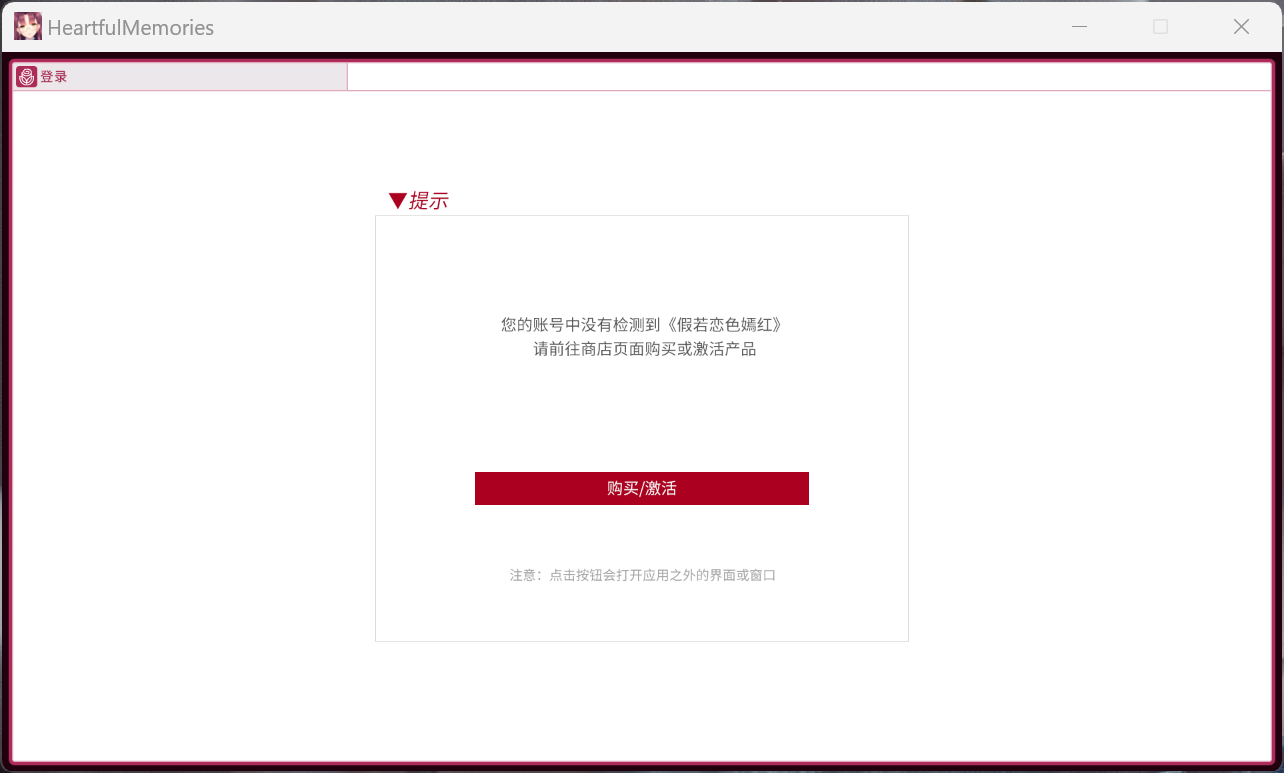 HeartfulMemories
登录
▼提示
您的账号中没有检测到《假若恋色嫣红》
请前往商店页面购买或激活产品
购买/激活
注意：点击按钮会打开应用之外的界面或窗口